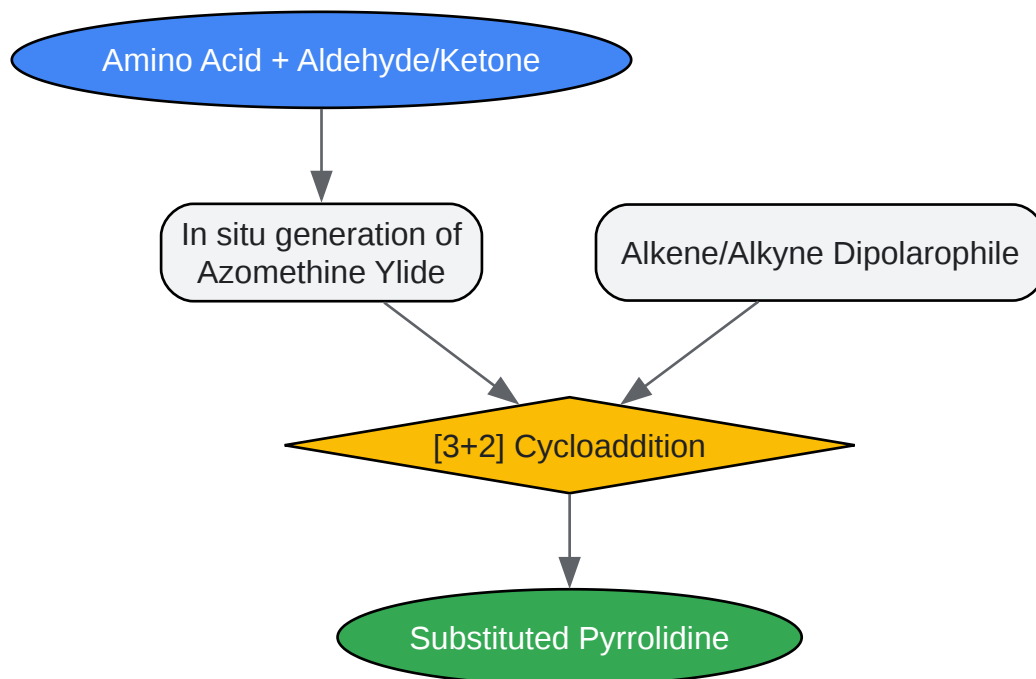 Amino Acid + Aldehyde/Ketone
In situ generation of
Azomethine Ylide
Alkene/Alkyne Dipolarophile
[3+2] Cycloaddition
Substituted Pyrrolidine